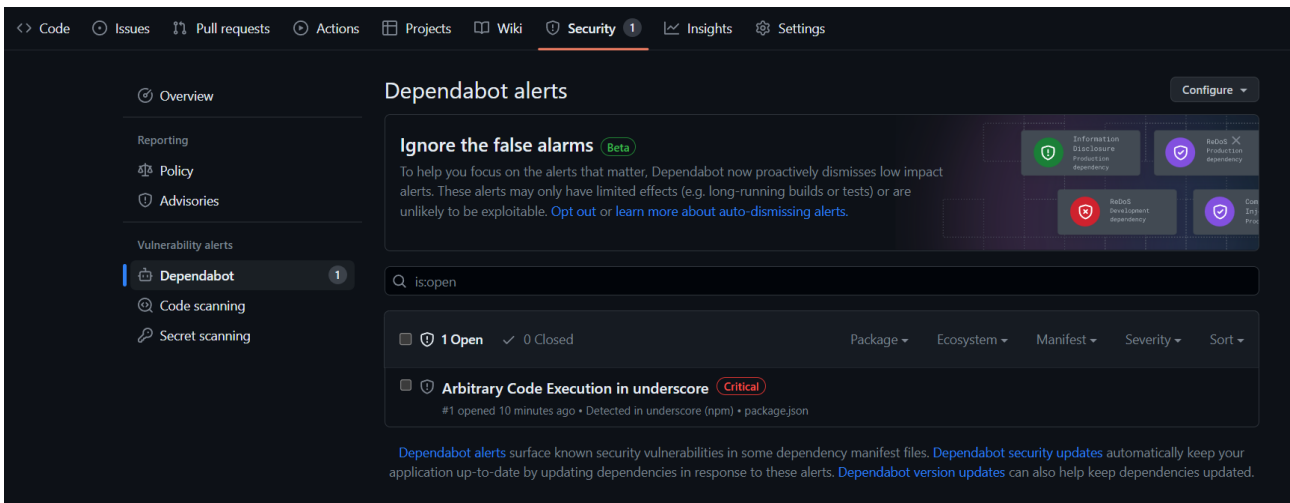 Code Issues Pull requests Actions Projects Wiki Security 1 Insights Settings
Overview
Reporting
Policy
Advisories
Vulnerability alerts
Dependabot 1
Code scanning
Secret scanning
Dependabot alerts
Configure
Ignore the false alarms Beta
To help you focus on the alerts that matter, Dependabot now proactively dismisses low impact
alerts. These alerts may only have limited effects (e.g. long-running builds or tests) or are
unlikely to be exploitable. Opt out or learn more about auto-dismissing alerts.
Information
Disclosure
Production
dependency
ReDoS
Production
dependency
ReDoS
Development
dependency
Com
Inj
Pro
is:open
1 Open 0 Closed Package Ecosystem Manifest Severity Sort
Arbitrary Code Execution in underscore Critical
#1 opened 10 minutes ago • Detected in underscore (npm) • package.json
Dependabot alerts surface known security vulnerabilities in some dependency manifest files. Dependabot security updates automatically keep your
application up-to-date by updating dependencies in response to these alerts. Dependabot version updates can also help keep dependencies updated.